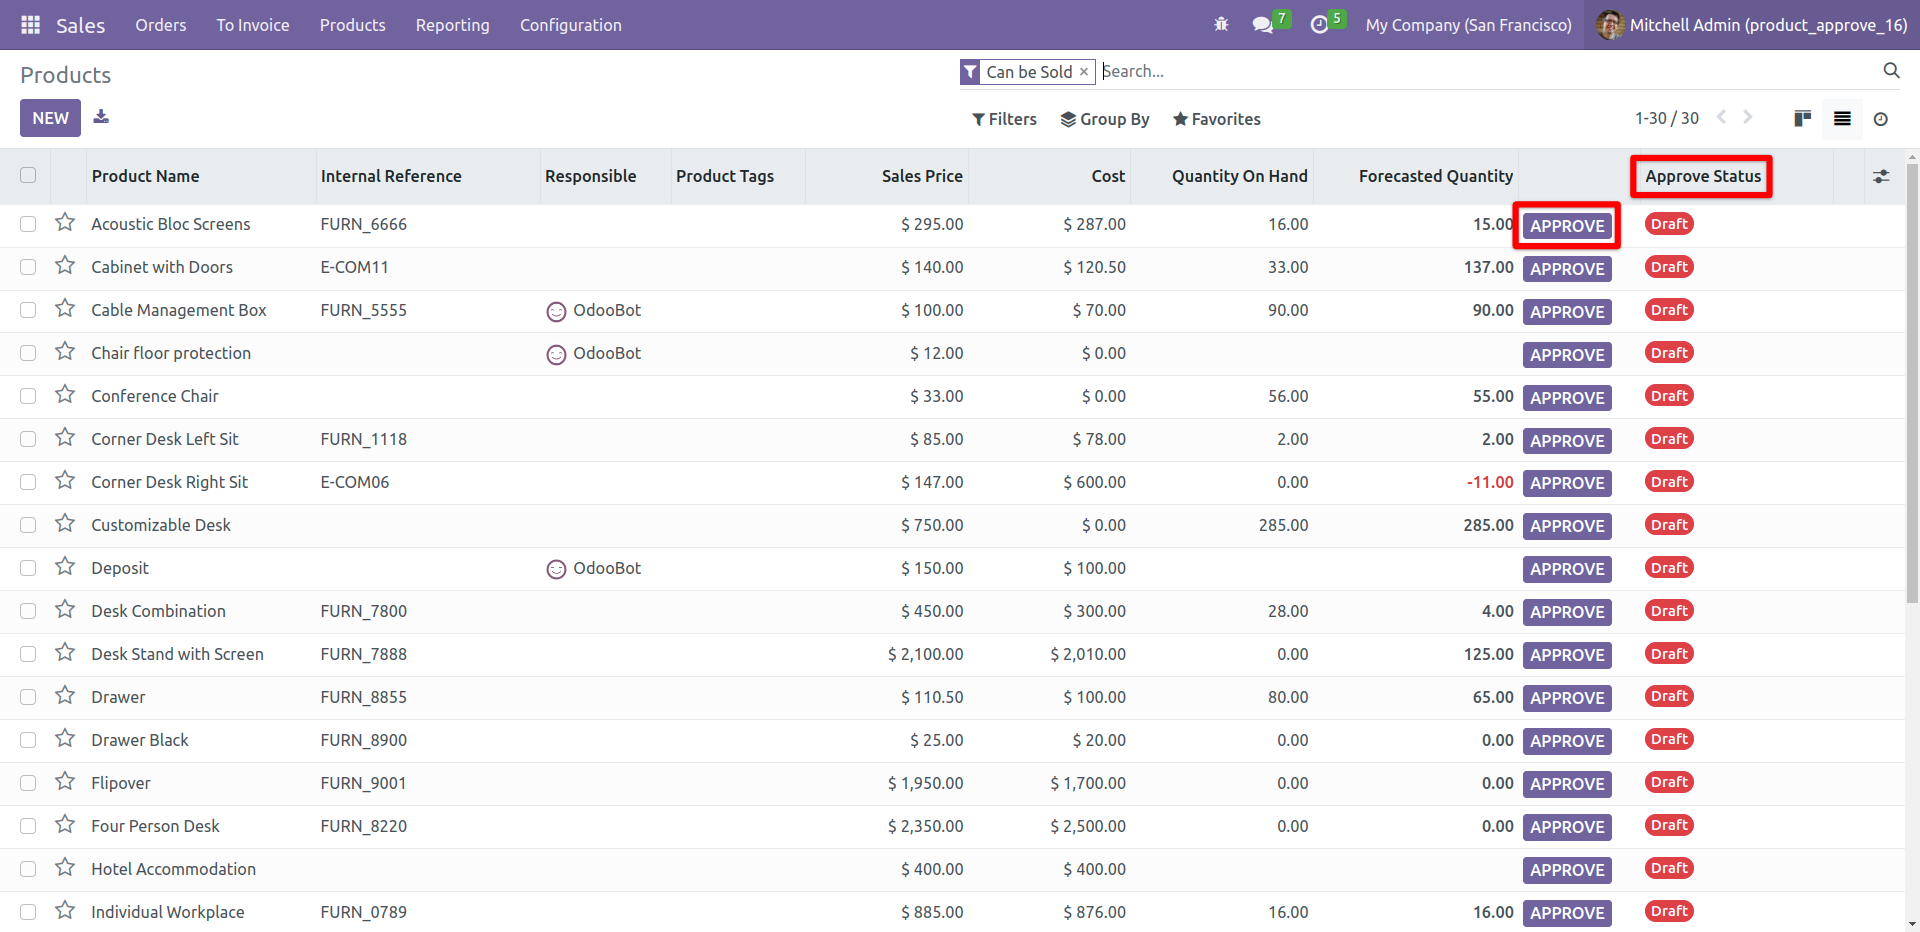 Sales Orders To Invoice Products Reporting Configuration 7 5 My Company (San Francisco) Mitchell Admin (product_approve_16)
Products
Can be Sold × Search...
NEW
Filters Group By Favorites 1-30 / 30
Product Name Internal Reference Responsible Product Tags Sales Price Cost Quantity On Hand Forecasted Quantity Approve Status
Acoustic Bloc Screens FURN_6666 $ 295.00 $ 287.00 16.00 15.00 APPROVE Draft
Cabinet with Doors E-COM11 $ 140.00 $ 120.50 33.00 137.00 APPROVE Draft
Cable Management Box FURN_5555 OdooBot $ 100.00 $ 70.00 90.00 90.00 APPROVE Draft
Chair floor protection OdooBot $ 12.00 $ 0.00 APPROVE Draft
Conference Chair $ 33.00 $ 0.00 56.00 55.00 APPROVE Draft
Corner Desk Left Sit FURN_1118 $ 85.00 $ 78.00 2.00 2.00 APPROVE Draft
Corner Desk Right Sit E-COM06 $ 147.00 $ 600.00 0.00 -11.00 APPROVE Draft
Customizable Desk $ 750.00 $ 0.00 285.00 285.00 APPROVE Draft
Deposit OdooBot $ 150.00 $ 100.00 APPROVE Draft
Desk Combination FURN_7800 $ 450.00 $ 300.00 28.00 4.00 APPROVE Draft
Desk Stand with Screen FURN_7888 $ 2,100.00 $ 2,010.00 0.00 125.00 APPROVE Draft
Drawer FURN_8855 $ 110.50 $ 100.00 80.00 65.00 APPROVE Draft
Drawer Black FURN_8900 $ 25.00 $ 20.00 0.00 0.00 APPROVE Draft
Flipover FURN_9001 $ 1,950.00 $ 1,700.00 0.00 0.00 APPROVE Draft
Four Person Desk FURN_8220 $ 2,350.00 $ 2,500.00 0.00 0.00 APPROVE Draft
Hotel Accommodation $ 400.00 $ 400.00 APPROVE Draft
Individual Workplace FURN_0789 $ 885.00 $ 876.00 16.00 16.00 APPROVE Draft